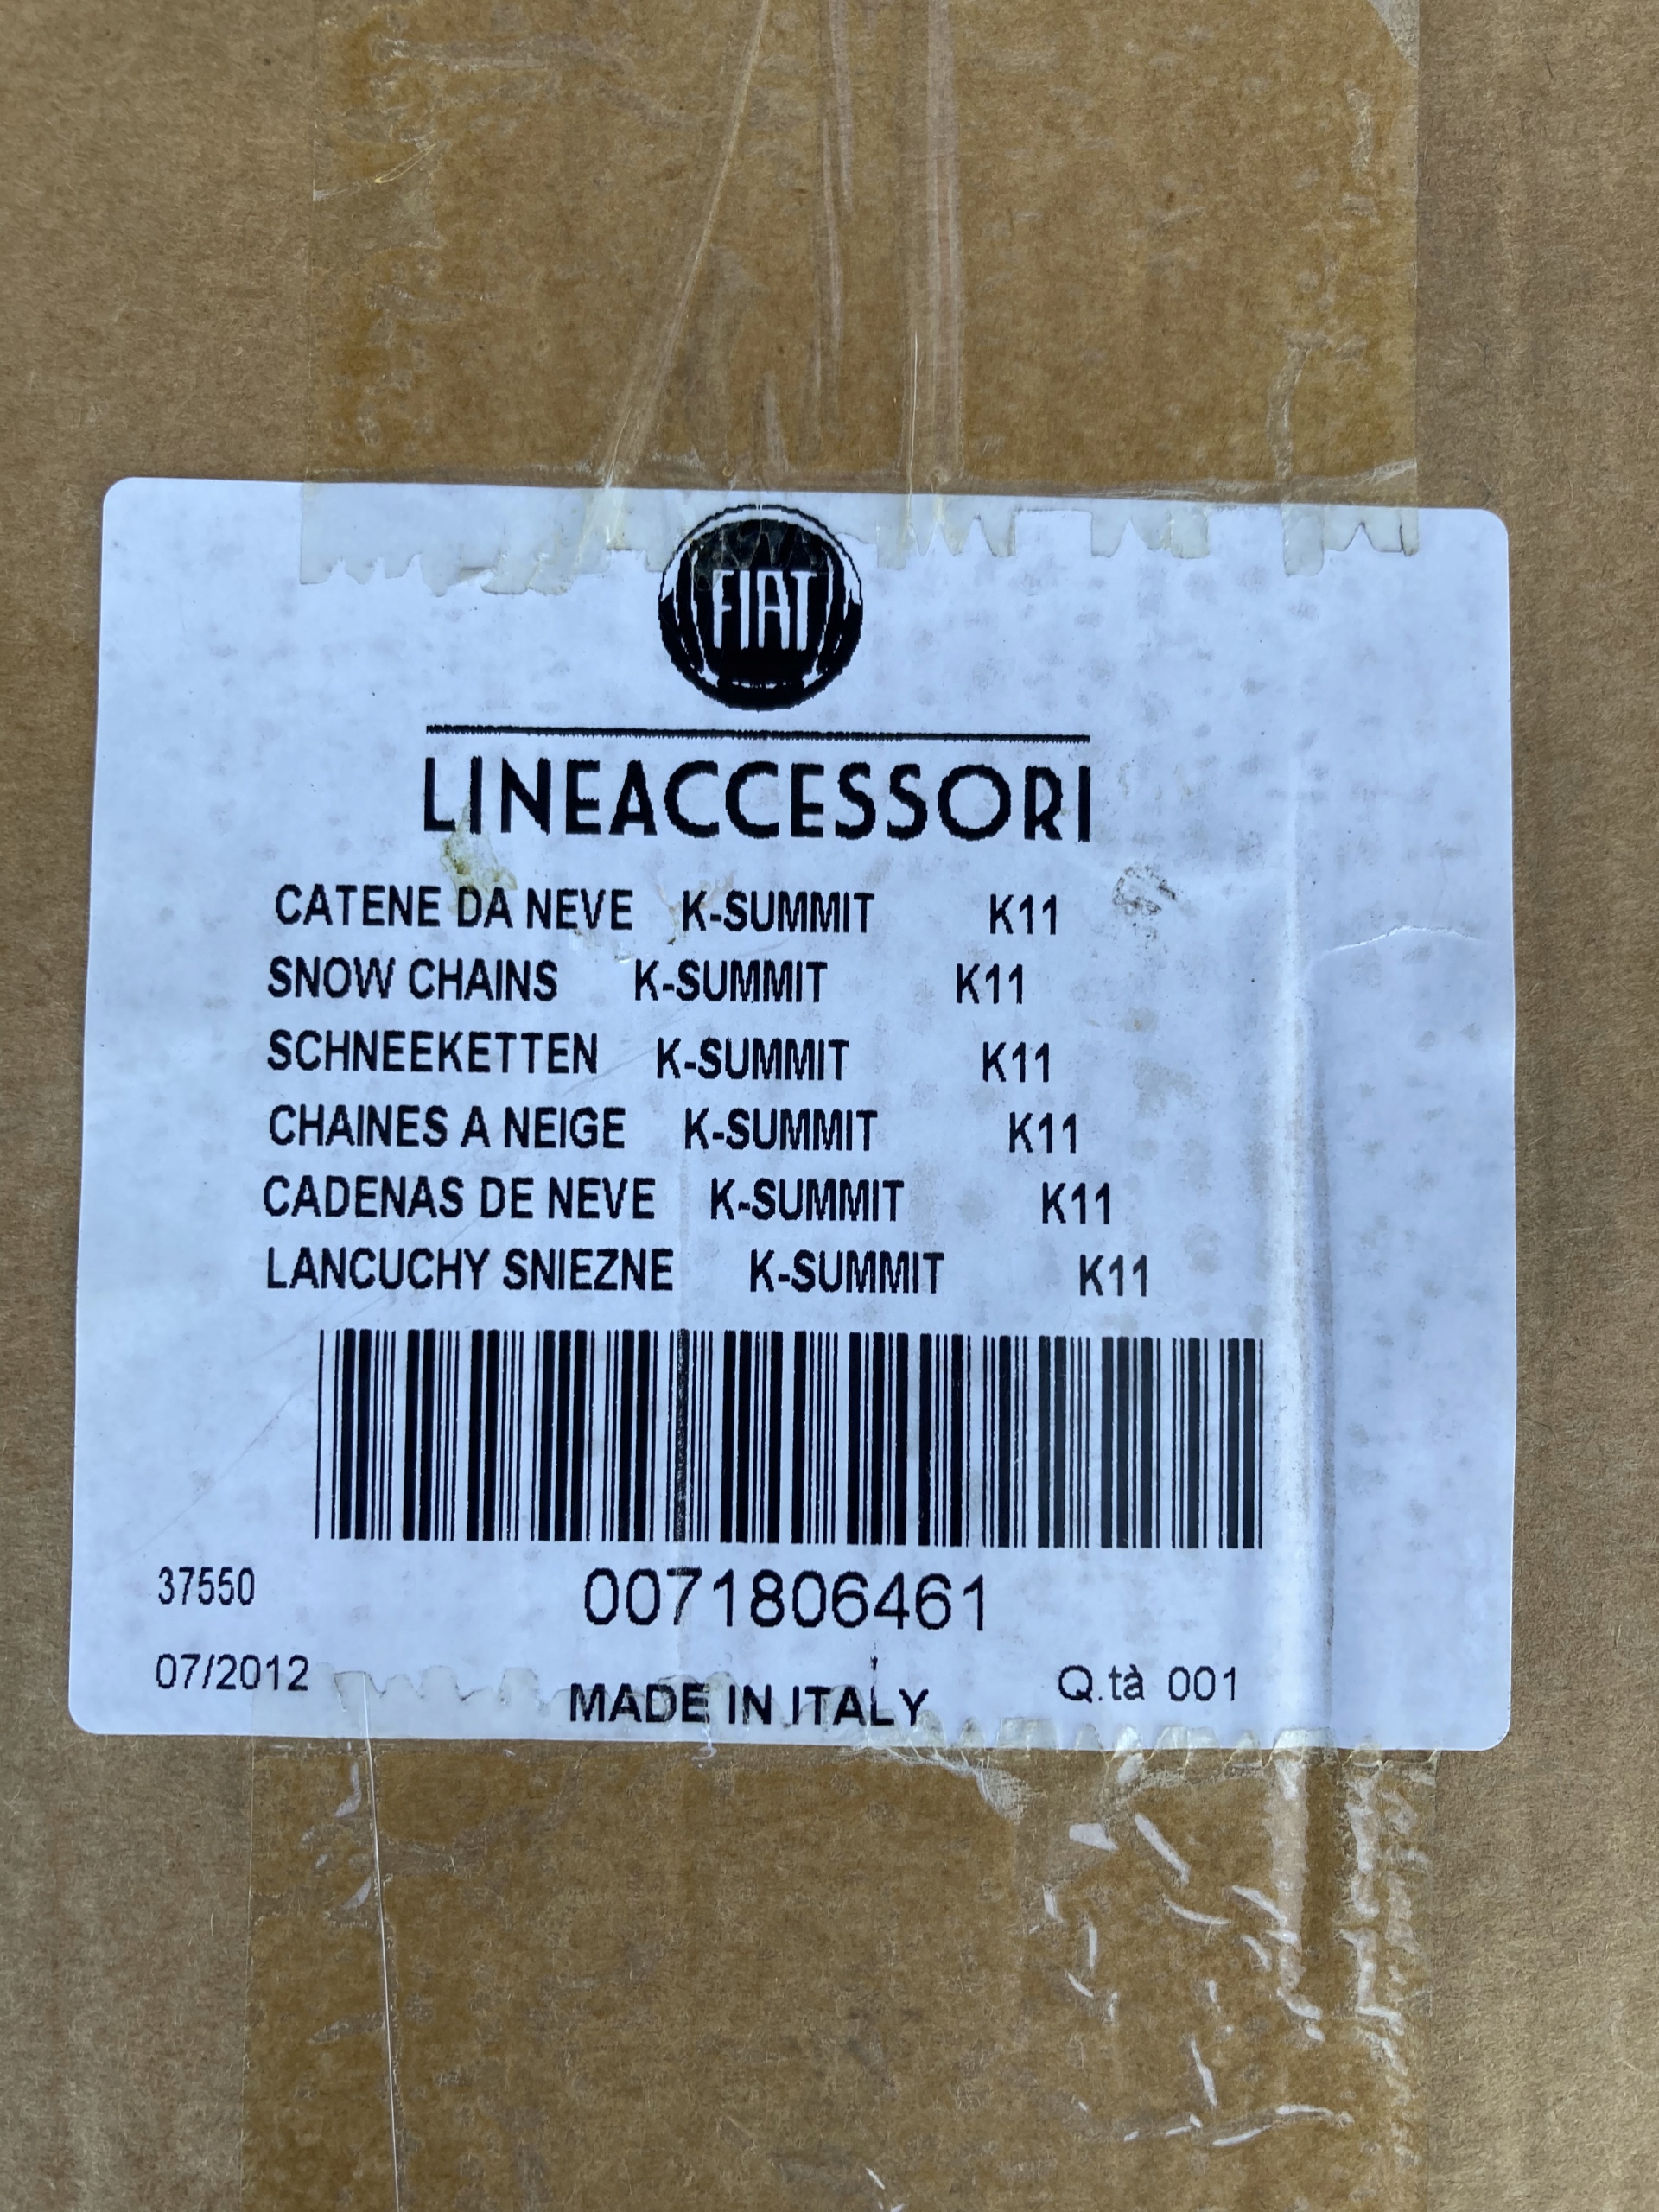 FIAT
LINEACCESSORI
CATENE DA NEVE K-SUMMIT K11
SNOW CHAINS K-SUMMIT K11
SCHNEEKETTEN K-SUMMIT K11
CHAINES A NEIGE K-SUMMIT K11
CADENAS DE NEVE K-SUMMIT K11
LANCUCHY SNIEZNE K-SUMMIT K11
37550 0071806461
07/2012 MADE IN ITALY Q.tà 001